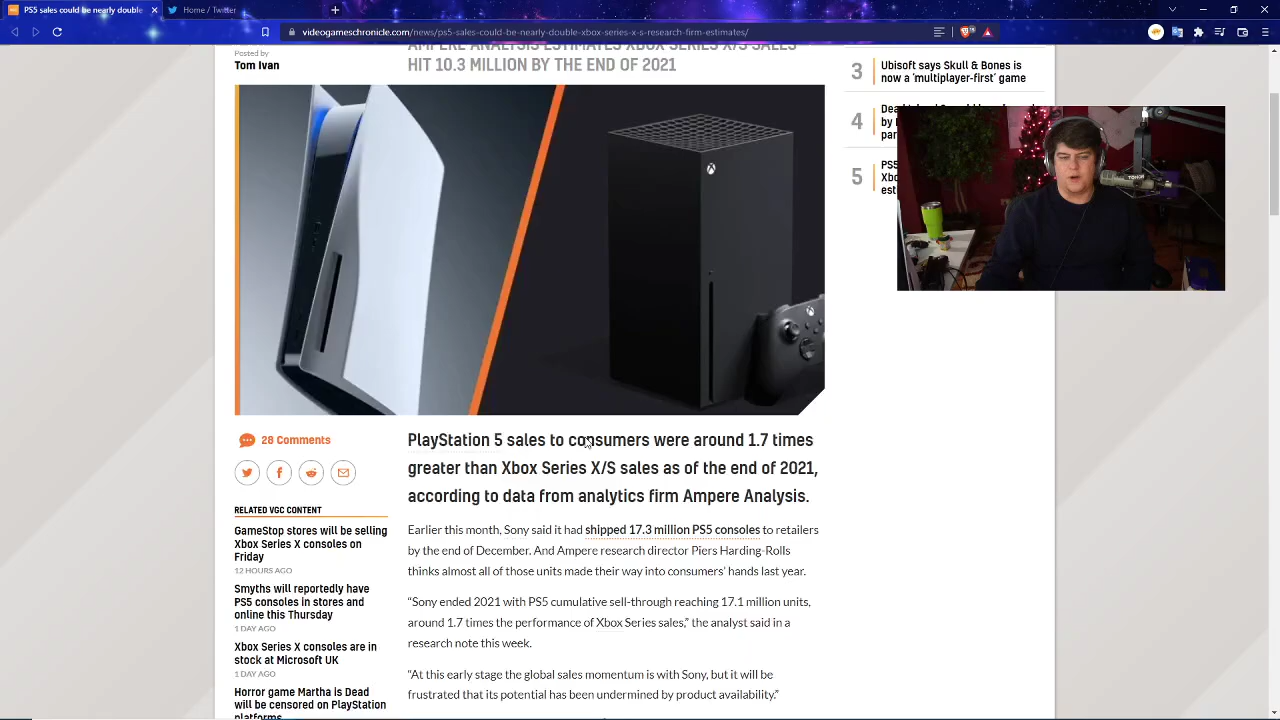 PS5 sales could be nearly double
Home / Twitter
videogameschronicle.com/news/ps5-sales-could-be-nearly-double-xbox-series-x-s-research-firm-estimates/
Posted by
Tom Ivan
AMPERE ANALYSIS ESTIMATES XBOX SERIES X/S SALES
HIT 10.3 MILLION BY THE END OF 2021
28 Comments
RELATED VGC CONTENT
GameStop stores will be selling
Xbox Series X consoles on
Friday
12 HOURS AGO
Smyths will reportedly have
PS5 consoles in stores and
online this Thursday
1 DAY AGO
Xbox Series X consoles are in
stock at Microsoft UK
1 DAY AGO
Horror game Martha is Dead
will be censored on PlayStation
platforms
PlayStation 5 sales to consumers were around 1.7 times
greater than Xbox Series X/S sales as of the end of 2021,
according to data from analytics firm Ampere Analysis.
Earlier this month, Sony said it had shipped 17.3 million PS5 consoles to retailers
by the end of December. And Ampere research director Piers Harding-Rolls
thinks almost all of those units made their way into consumers' hands last year.
“Sony ended 2021 with PS5 cumulative sell-through reaching 17.1 million units,
around 1.7 times the performance of Xbox Series sales,” the analyst said in a
research note this week.
“At this early stage the global sales momentum is with Sony, but it will be
frustrated that its potential has been undermined by product availability.”
3
Ubisoft says Skull & Bones is
now a ‘multiplayer-first’ game
4
by
5
PS5